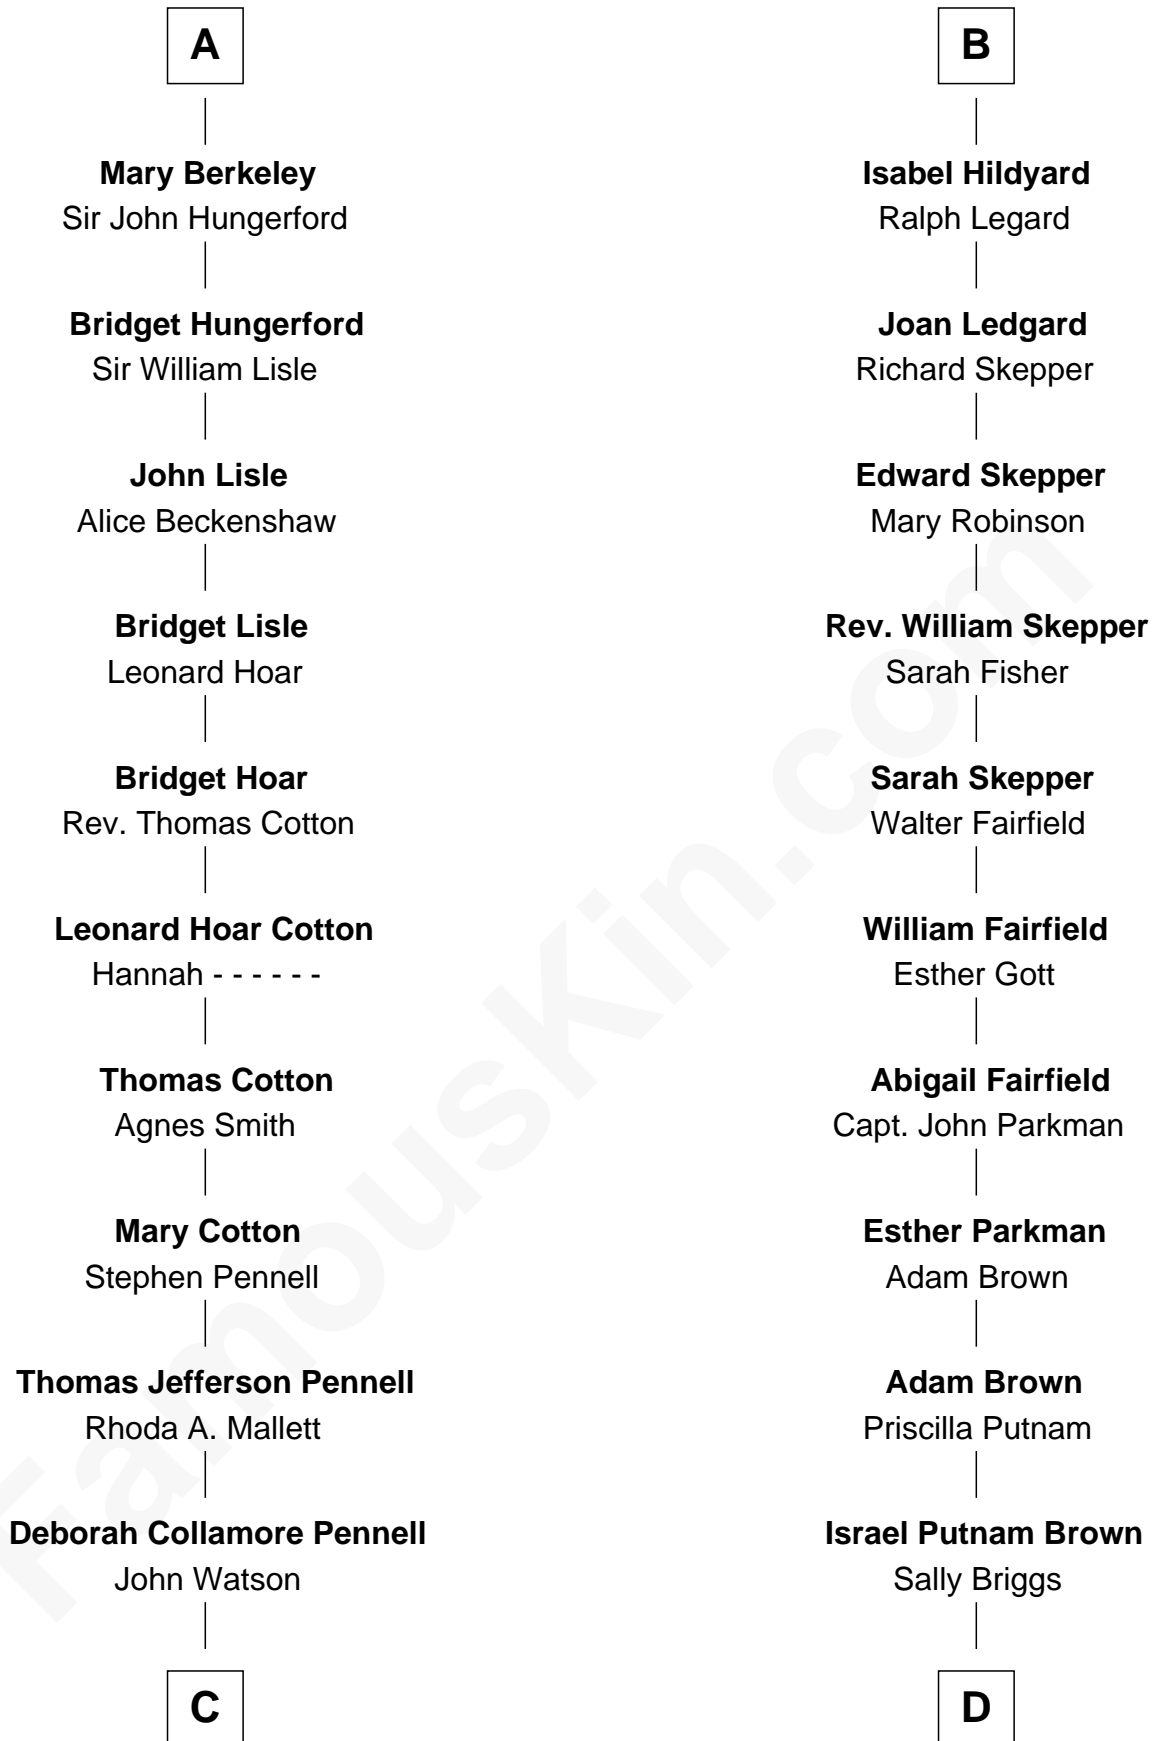 A
Mary Berkeley
Sir John Hungerford
Bridget Hungerford
Sir William Lisle
John Lisle
Alice Beckenshaw
Bridget Lisle
Leonard Hoar
Bridget Hoar
Rev. Thomas Cotton
Leonard Hoar Cotton
Hannah - - - - - -
Thomas Cotton
Agnes Smith
Mary Cotton
Stephen Pennell
Thomas Jefferson Pennell
Rhoda A. Mallett
Deborah Collamore Pennell
John Watson
C
B
Isabel Hildyard
Ralph Legard
Joan Ledgard
Richard Skepper
Edward Skepper
Mary Robinson
Rev. William Skepper
Sarah Fisher
Sarah Skepper
Walter Fairfield
William Fairfield
Esther Gott
Abigail Fairfield
Capt. John Parkman
Esther Parkman
Adam Brown
Adam Brown
Priscilla Putnam
Israel Putnam Brown
Sally Briggs
D
FamousKin.com